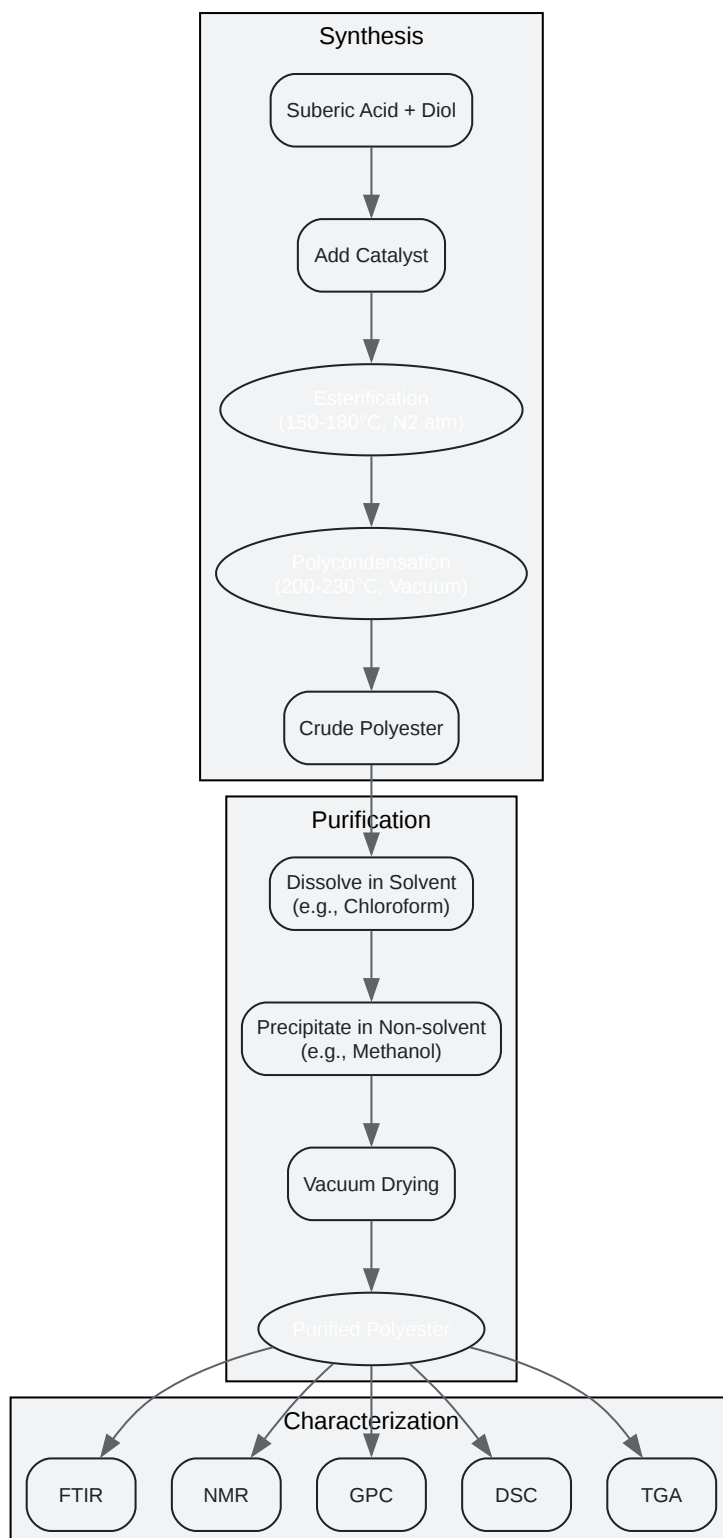 Synthesis
Suberic Acid + Diol
Add Catalyst
Esterification
(150-180°C, N2 atm)
Polycondensation
(200-230°C, Vacuum)
Crude Polyester
Purification
Dissolve in Solvent
(e.g., Chloroform)
Precipitate in Non-solvent
(e.g., Methanol)
Vacuum Drying
Purified Polyester
Characterization
FTIR
NMR
GPC
DSC
TGA